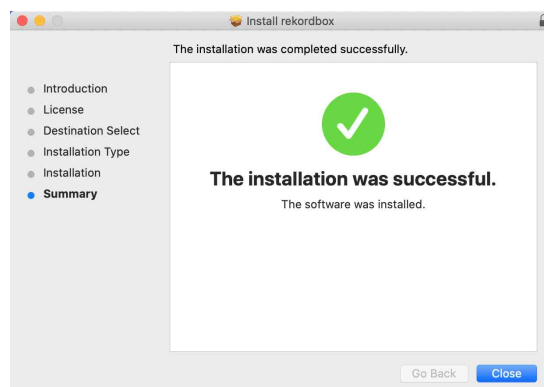 Install rekordbox
The installation was completed successfully.
Introduction
License
Destination Select
Installation Type
Installation
Summary
The installation was successful.
The software was installed.
Go Back
Close